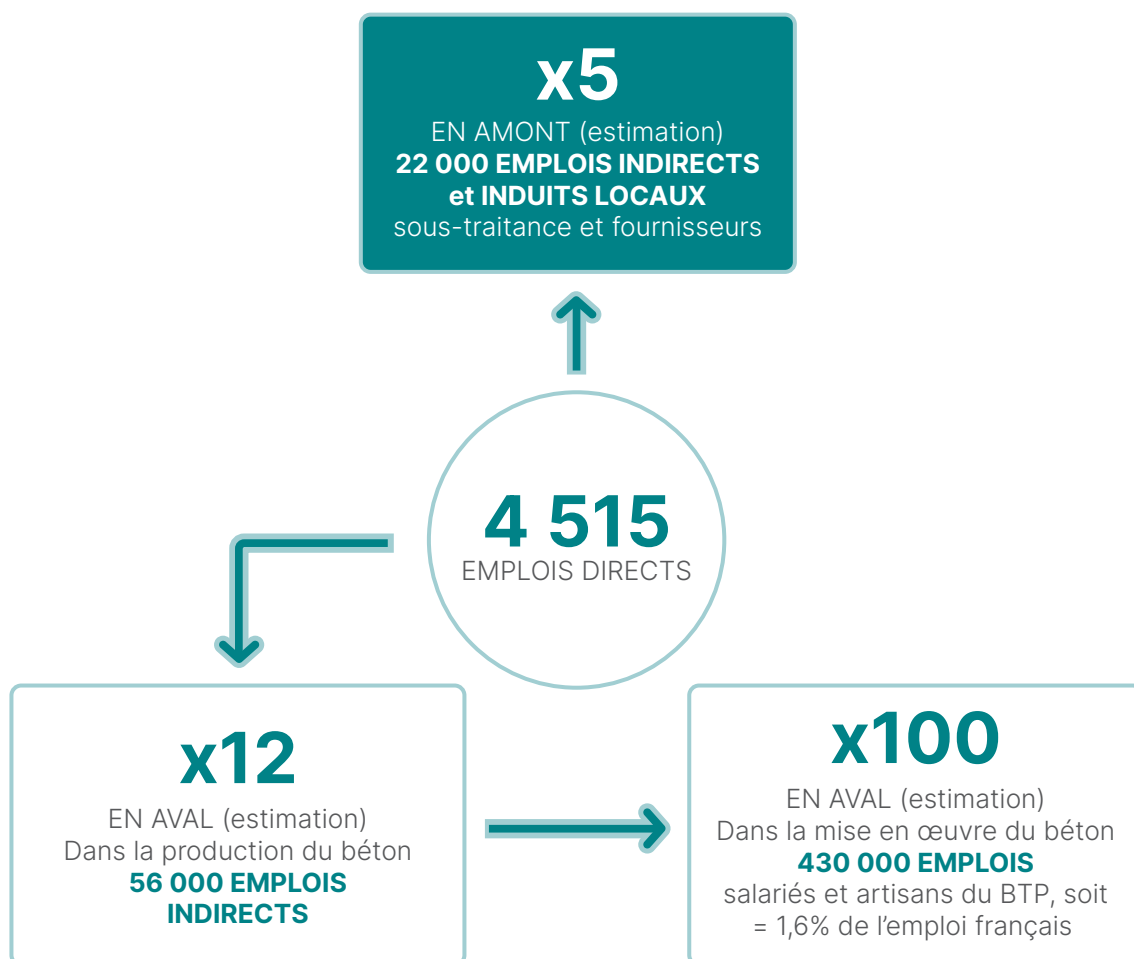 x5
EN AMONT (estimation)
22 000 EMPLOIS INDIRECTS
et INDUITS LOCAUX
sous-traitance et fournisseurs
4 515
EMPLOIS DIRECTS
x12
EN AVAL (estimation)
Dans la production du béton
56 000 EMPLOIS
INDIRECTS
x100
EN AVAL (estimation)
Dans la mise en œuvre du béton
430 000 EMPLOIS
salariés et artisans du BTP, soit
= 1,6% de l’emploi français